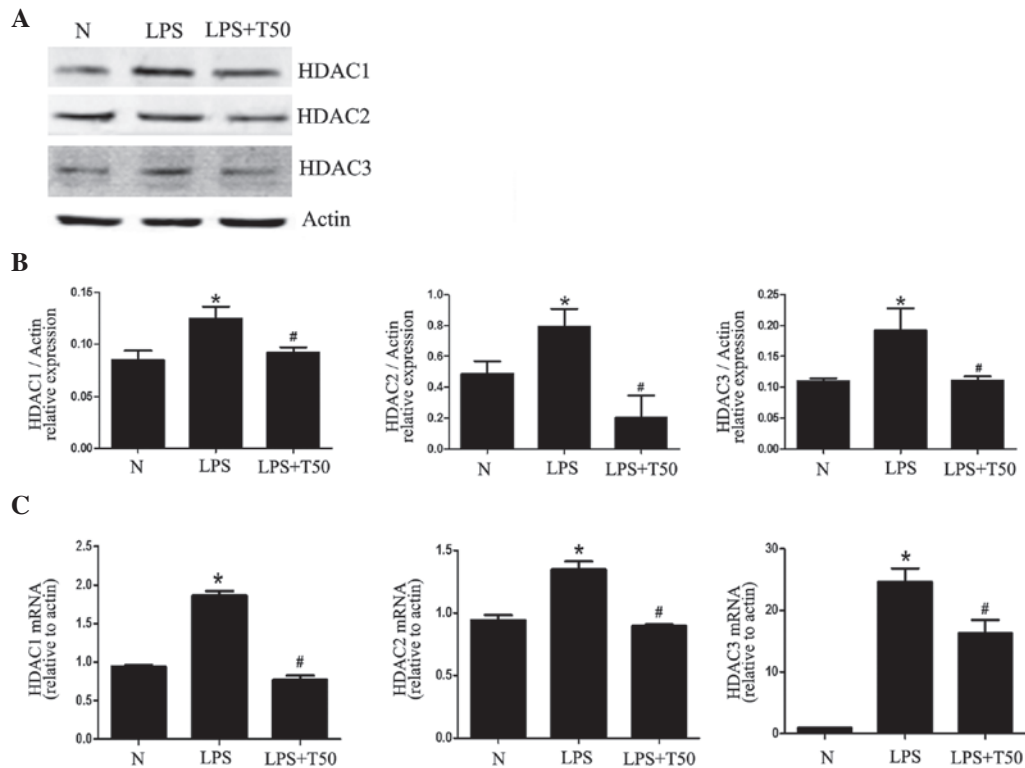 A
N LPS LPS+T50
HDAC1
HDAC2
HDAC3
Actin
B
HDAC1 / Actin
relative expression
0.15
0.10
0.05
0.00
*
#
N LPS LPS+T50
HDAC2 / Actin
relative expression
1.0
0.8
0.6
0.4
0.2
0.0
*
#
N LPS LPS+T50
HDAC3 / Actin
relative expression
0.25
0.20
0.15
0.10
0.05
0.00
*
#
N LPS LPS+T50
C
HDAC1 mRNA
(relative to actin)
2.5
2.0
1.5
1.0
0.5
0.0
*
#
N LPS LPS+T50
HDAC2 mRNA
(relative to actin)
1.5
1.0
0.5
0.0
*
#
N LPS LPS+T50
HDAC3 mRNA
(relative to actin)
30
20
10
0
*
#
N LPS LPS+T50